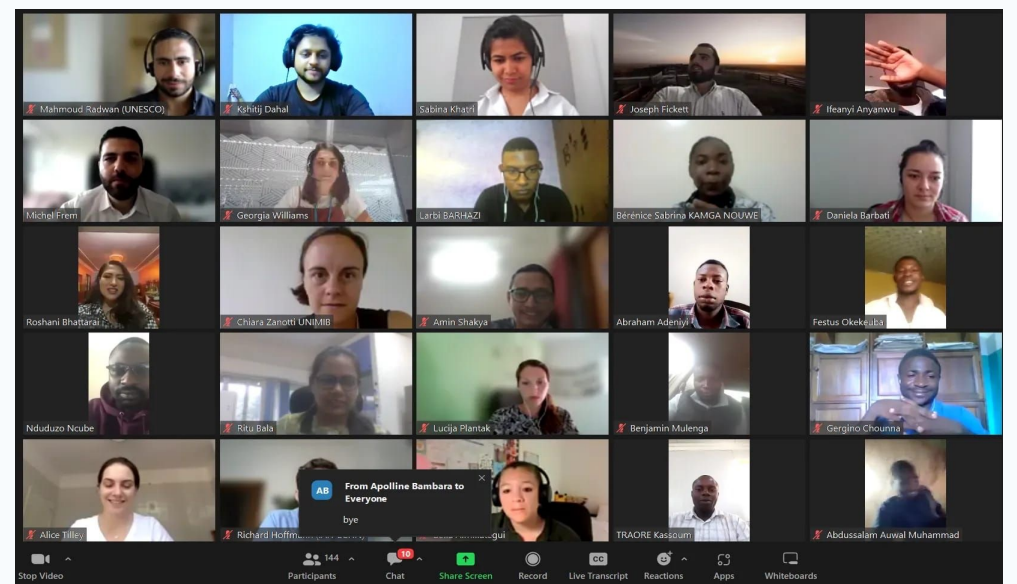 Mahmoud Radwan (UNESCO)
Kshitij Dahal
Sabina Khatri
Joseph Fickett
Ifeanyi Anyanwu
Michel Frem
Georgia Williams
Larbi BARHAZI
Bérénice Sabrina KAMGA NOUWE
Daniela Barbati
Roshani Bhattarai
Chiara Zanotti UNIMIB
Amin Shakya
Abraham Adeniyi
Festus Okekeuba
Nduduzo Ncube
Ritu Bala
Lucija Plantak
Benjamin Mulenga
Gergino Chounna
Alice Tilley
Richard
TRAORE Kassoum
Abdussalam Auwal Muhammad
AB
From Apolline Bambara to
Everyone
bye
Stop Video
144
Participants
10
Chat
Share Screen
Record
CC
Live Transcript
Reactions
Apps
Whiteboards